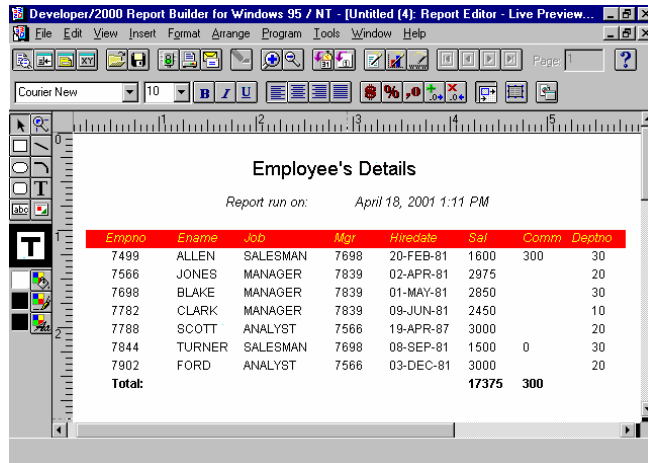 Developer/2000 Report Builder for Windows 95 / NT - [Untitled (4): Report Editor - Live Preview...
File Edit View Insert Format Arrange Program Tools Window Help
Page: 1
Courier New 10 B I U
0 1 2 3 4 5
Employee's Details
Report run on: April 18, 2001 1:11 PM
Empno Ename Job Mgr Hiredate Sal Comm Deptno
7499 ALLEN SALESMAN 7698 20-FEB-81 1600 300 30
7566 JONES MANAGER 7839 02-APR-81 2975 20
7698 BLAKE MANAGER 7839 01-MAY-81 2850 30
7782 CLARK MANAGER 7839 09-JUN-81 2450 10
7788 SCOTT ANALYST 7566 19-APR-87 3000 20
7844 TURNER SALESMAN 7698 08-SEP-81 1500 0 30
7902 FORD ANALYST 7566 03-DEC-81 3000 20
Total: 17375 300